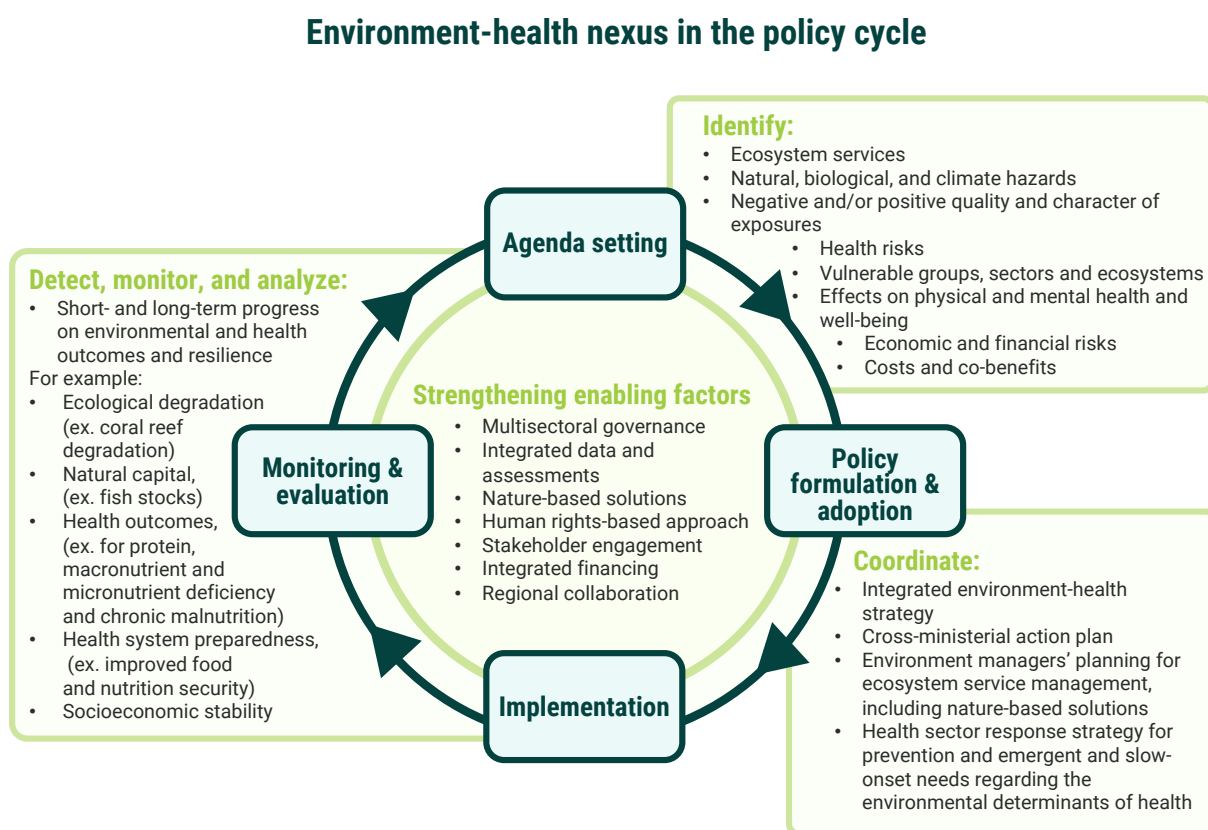 Environment-health nexus in the policy cycle
Identify:
• Ecosystem services
• Natural, biological, and climate hazards
• Negative and/or positive quality and character of
exposures
• Health risks
• Vulnerable groups, sectors and ecosystems
• Effects on physical and mental health and
well-being
• Economic and financial risks
• Costs and co-benefits
Agenda setting
Detect, monitor, and analyze:
• Short- and long-term progress
on environmental and health
outcomes and resilience
For example:
• Ecological degradation
(ex. coral reef
degradation)
• Natural capital,
(ex. fish stocks)
• Health outcomes,
(ex. for protein,
macronutrient and
micronutrient deficiency
and chronic malnutrition)
• Health system preparedness,
(ex. improved food
and nutrition security)
• Socioeconomic stability
Monitoring &
evaluation
Strengthening enabling factors
• Multisectoral governance
• Integrated data and
assessments
• Nature-based solutions
• Human rights-based approach
• Stakeholder engagement
• Integrated financing
• Regional collaboration
Policy
formulation &
adoption
Implementation
Coordinate:
• Integrated environment-health
strategy
• Cross-ministerial action plan
• Environment managers’ planning for
ecosystem service management,
including nature-based solutions
• Health sector response strategy for
prevention and emergent and slow-
onset needs regarding the
environmental determinants of health